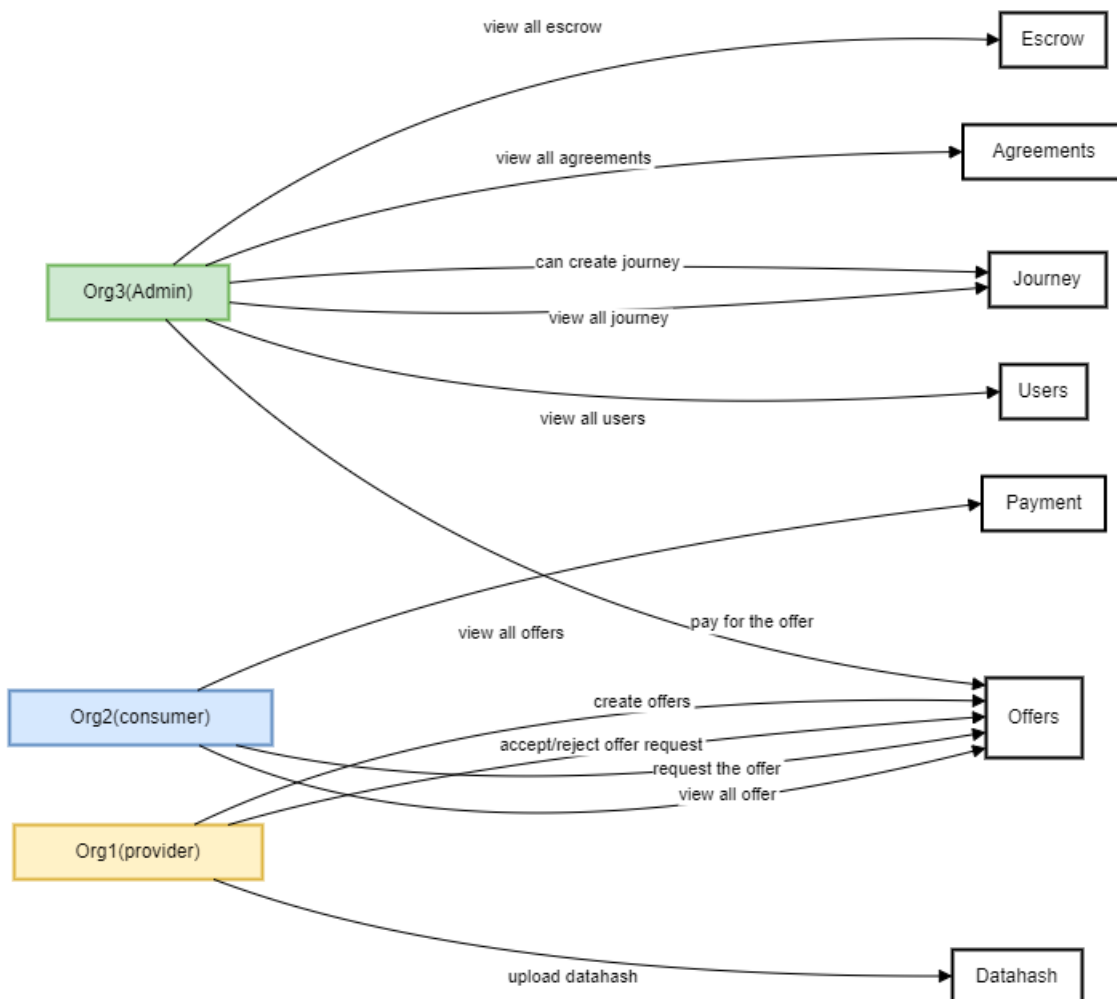 view all escrow
Escrow
view all agreements
Agreements
can create journey
Org3(Admin)
Journey
view all journey
Users
view all users
Payment
pay for the offer
view all offers
create offers
Org2(consumer)
Offers
accept/reject offer request
request the offer
view all offer
Org1(provider)
upload datahash
Datahash